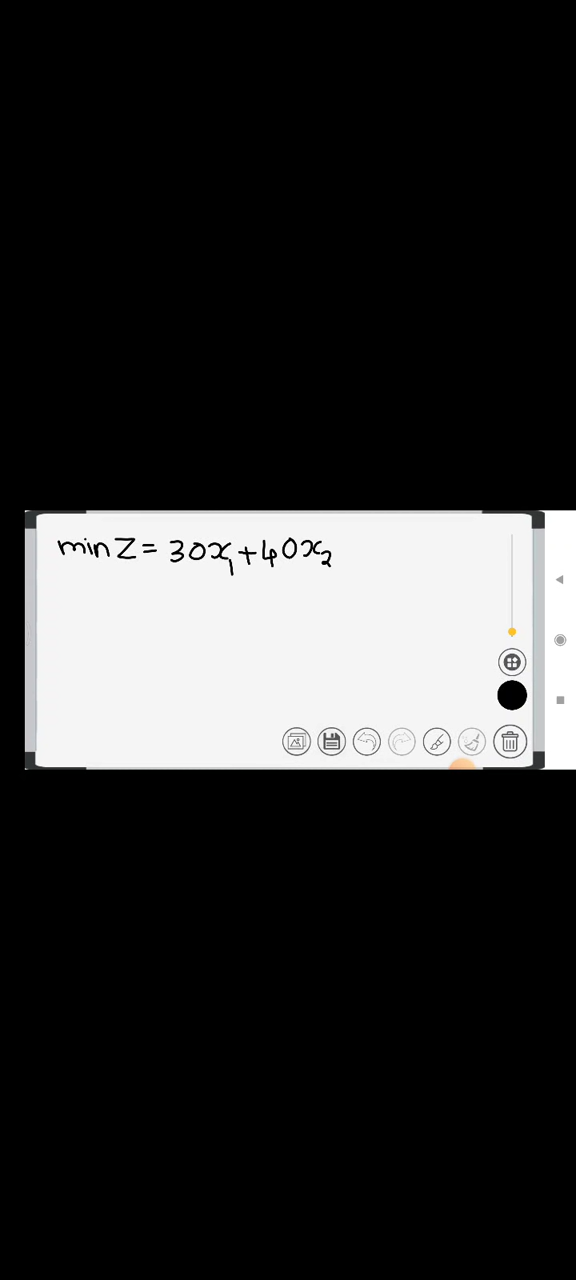 min Z = 30x₁ + 40x₂